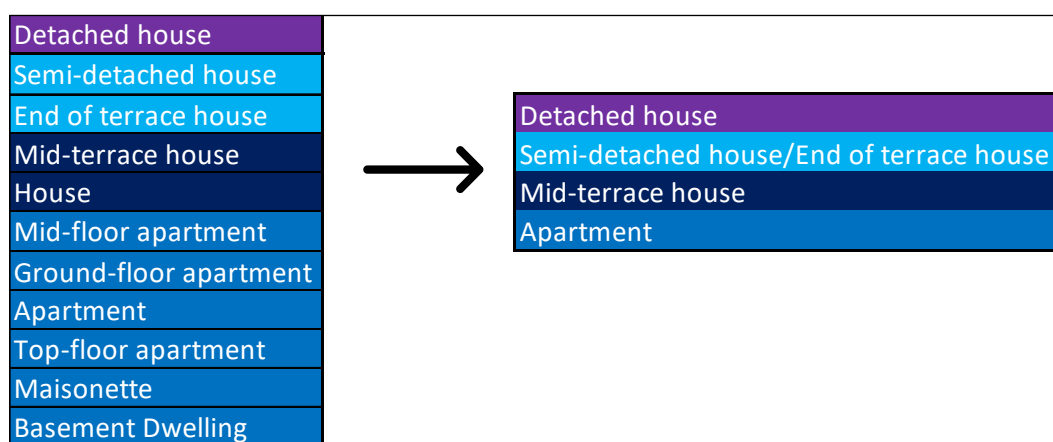 Detached house
Semi-detached house
End of terrace house
Mid-terrace house
House
Mid-floor apartment
Ground-floor apartment
Apartment
Top-floor apartment
Maisonette
Basement Dwelling
Detached house
Semi-detached house/End of terrace house
Mid-terrace house
Apartment